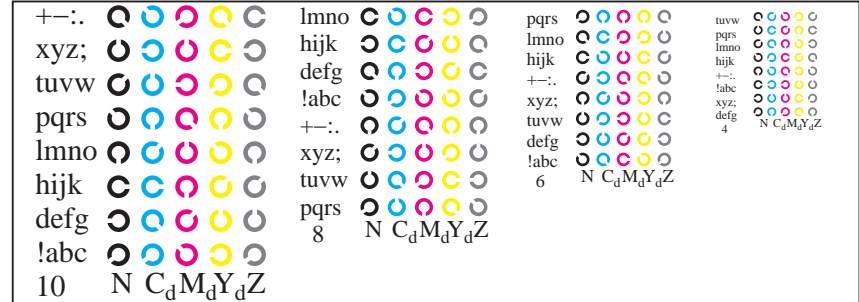 +−:.
xyz;
tuvw
pqrs
lmno
hijk
defg
!abc
10 N CdMdYdZ
lmno
hijk
defg
!abc
+−:.
xyz;
tuvw
pqrs
8 N CdMdYdZ
pqrs
lmno
hijk
+−:.
xyz;
tuvw
defg
!abc
6 N CdMdYdZ
tuvw
pqrs
lmno
hijk
+−:.
!abc
xyz;
defg
4 N CdMdYdZ